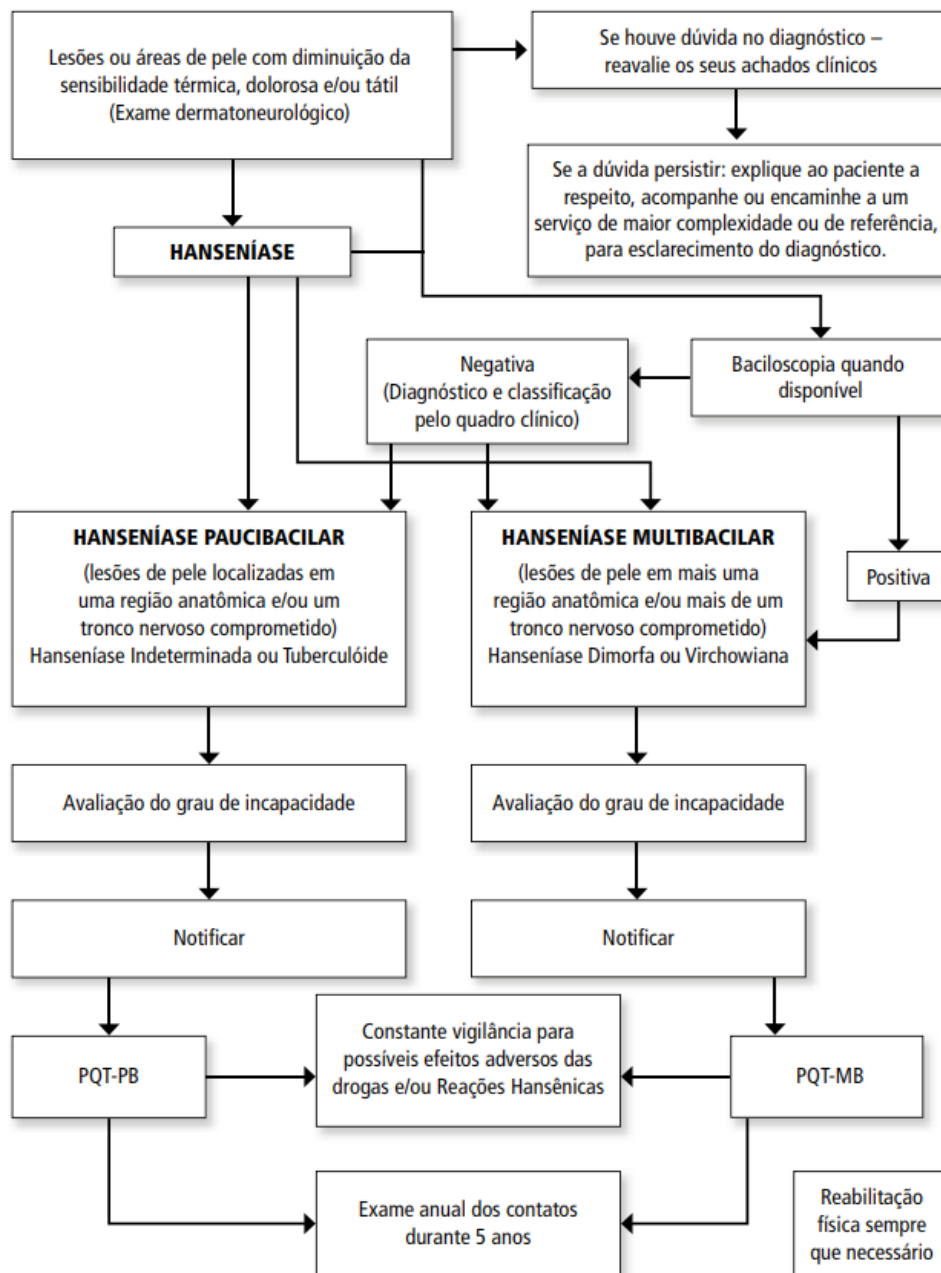 Lesões ou áreas de pele com diminuição da
sensibilidade térmica, dolorosa e/ou tátil
(Exame dermatoneurológico)
Se houve dúvida no diagnóstico –
reavalie os seus achados clínicos
Se a dúvida persistir: explique ao paciente a
respeito, acompanhe ou encaminhe a um
serviço de maior complexidade ou de referência,
para esclarecimento do diagnóstico.
HANSENÍASE
Negativa
(Diagnóstico e classificação
pelo quadro clínico)
Baciloscopia quando
disponível
HANSENÍASE PAUCIBACILAR
(lesões de pele localizadas em
uma região anatômica e/ou um
tronco nervoso comprometido)
Hanseníase Indeterminada ou Tuberculóide
HANSENÍASE MULTIBACILAR
(lesões de pele em mais uma
região anatômica e/ou mais de um
tronco nervoso comprometido)
Hanseníase Dimorfa ou Virchowiana
Positiva
Avaliação do grau de incapacidade
Avaliação do grau de incapacidade
Notificar
Notificar
PQT-PB
Constante vigilância para
possíveis efeitos adversos das
drogas e/ou Reações Hansênicas
PQT-MB
Exame anual dos contatos
durante 5 anos
Reabilitação
física sempre
que necessário